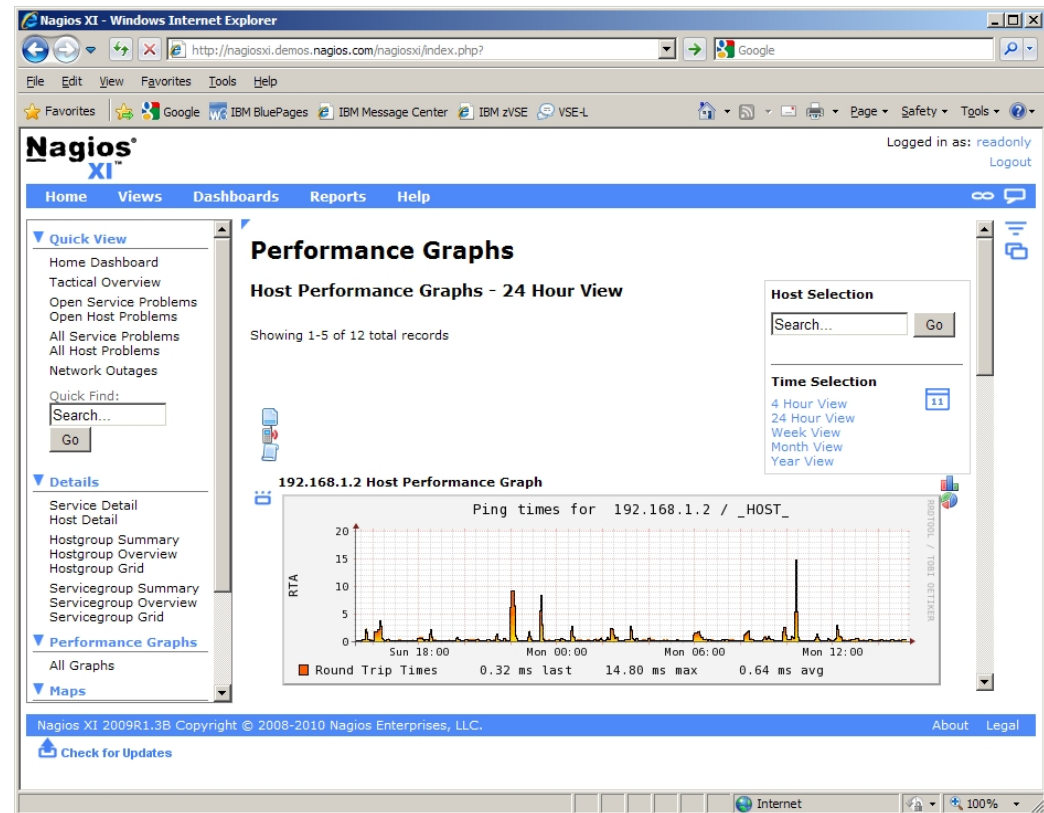 Nagios XI - Windows Internet Explorer
http://nagiosxi.demos.nagios.com/nagiosxi/index.php?
Google
File Edit View Favorites Tools Help
Favorites Google IBM BluePages IBM Message Center IBM zVSE VSE-L Page Safety Tools
Nagios®
XI™
Logged in as: readonly
Logout
Home Views Dashboards Reports Help
Quick View
Home Dashboard
Tactical Overview
Open Service Problems
Open Host Problems
All Service Problems
All Host Problems
Network Outages
Quick Find:
Search...
Go
Details
Service Detail
Host Detail
Hostgroup Summary
Hostgroup Overview
Hostgroup Grid
Servicegroup Summary
Servicegroup Overview
Servicegroup Grid
Performance Graphs
All Graphs
Maps
Performance Graphs
Host Performance Graphs - 24 Hour View
Showing 1-5 of 12 total records
Host Selection
Search...
Go
Time Selection
4 Hour View
24 Hour View
Week View
Month View
Year View
11
192.168.1.2 Host Performance Graph
Ping times for 192.168.1.2 / _HOST_
RRDTOOL / TOBI OETIKER
RTA
20
15
10
5
0
Sun 18:00 Mon 00:00 Mon 06:00 Mon 12:00
Round Trip Times 0.32 ms last 14.80 ms max 0.64 ms avg
Nagios XI 2009R1.3B Copyright © 2008-2010 Nagios Enterprises, LLC.
About Legal
Check for Updates
Internet
100%